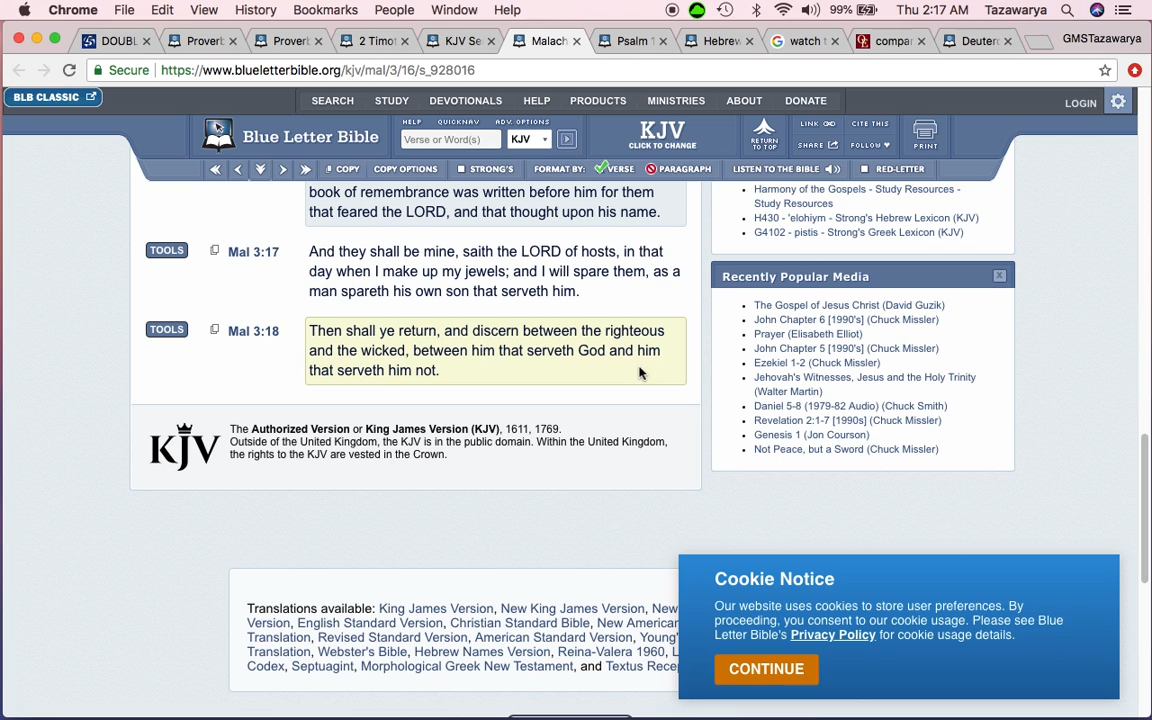 Chrome File Edit View History Bookmarks People Window Help 99% Thu 2:17 AM Tazawarya
DOUBL Proverb Proverb 2 Timot KJV Se Malach Psalm 1 Hebrew watch t compar Deutero GMSTazawarya
Secure https://www.blueletterbible.org/kjv/mal/3/16/s_928016
BLB CLASSIC
SEARCH STUDY DEVOTIONALS HELP PRODUCTS MINISTRIES ABOUT DONATE LOGIN
Blue Letter Bible
HELP QUICKNAV ADV. OPTIONS
Verse or Word(s) KJV
KJV
CLICK TO CHANGE
RETURN
TO TOP
LINK CITE THIS
SHARE FOLLOW
PRINT
COPY COPY OPTIONS STRONG'S FORMAT BY: VERSE PARAGRAPH LISTEN TO THE BIBLE RED-LETTER
book of remembrance was written before him for them
that feared the LORD, and that thought upon his name.
TOOLS Mal 3:17 And they shall be mine, saith the LORD of hosts, in that
day when I make up my jewels; and I will spare them, as a
man spareth his own son that serveth him.
TOOLS Mal 3:18 Then shall ye return, and discern between the righteous
and the wicked, between him that serveth God and him
that serveth him not.
KJV
The Authorized Version or King James Version (KJV), 1611, 1769.
Outside of the United Kingdom, the KJV is in the public domain. Within the United Kingdom,
the rights to the KJV are vested in the Crown.
Harmony of the Gospels - Study Resources -
Study Resources
H430 - 'elohiym - Strong's Hebrew Lexicon (KJV)
G4102 - pistis - Strong's Greek Lexicon (KJV)
Recently Popular Media
The Gospel of Jesus Christ (David Guzik)
John Chapter 6 [1990's] (Chuck Missler)
Prayer (Elisabeth Elliot)
John Chapter 5 [1990's] (Chuck Missler)
Ezekiel 1-2 (Chuck Missler)
Jehovah's Witnesses, Jesus and the Holy Trinity
(Walter Martin)
Daniel 5-8 (1979-82 Audio) (Chuck Smith)
Revelation 2:1-7 [1990s] (Chuck Missler)
Genesis 1 (Jon Courson)
Not Peace, but a Sword (Chuck Missler)
Translations available: King James Version, New King James Version, New
Version, English Standard Version, Christian Standard Bible, New American
Translation, Revised Standard Version, American Standard Version, Young'
Translation, Webster's Bible, Hebrew Names Version, Reina-Valera 1960, L
Codex, Septuagint, Morphological Greek New Testament, and Textus Rece
Cookie Notice
Our website uses cookies to store user preferences. By
proceeding, you consent to our cookie usage. Please see Blue
Letter Bible's Privacy Policy for cookie usage details.
CONTINUE